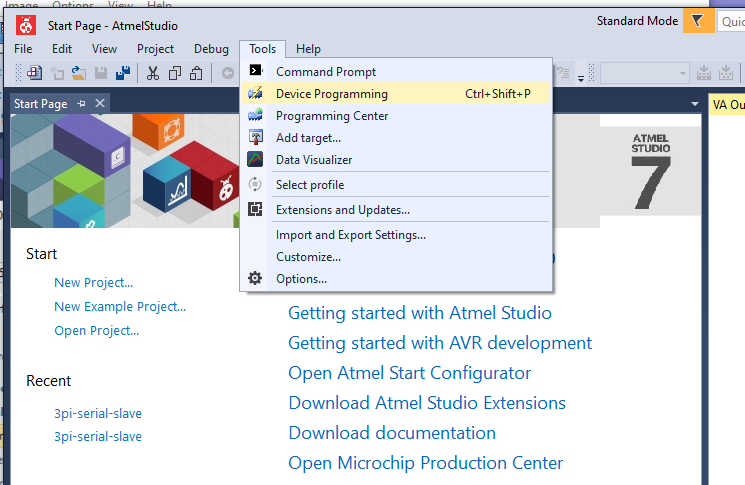 Image Options View Help
Start Page - AtmelStudio
Standard Mode
Quic
File Edit View Project Debug Tools Help
Command Prompt
Device Programming Ctrl+Shift+P
Programming Center
Add target...
Data Visualizer
Select profile
Extensions and Updates...
Import and Export Settings...
Customize...
Options...
Start Page
VA Ou
ATMEL
STUDIO
7
Start
New Project...
New Example Project...
Open Project...
Recent
3pi-serial-slave
3pi-serial-slave
Getting started with Atmel Studio
Getting started with AVR development
Open Atmel Start Configurator
Download Atmel Studio Extensions
Download documentation
Open Microchip Production Center